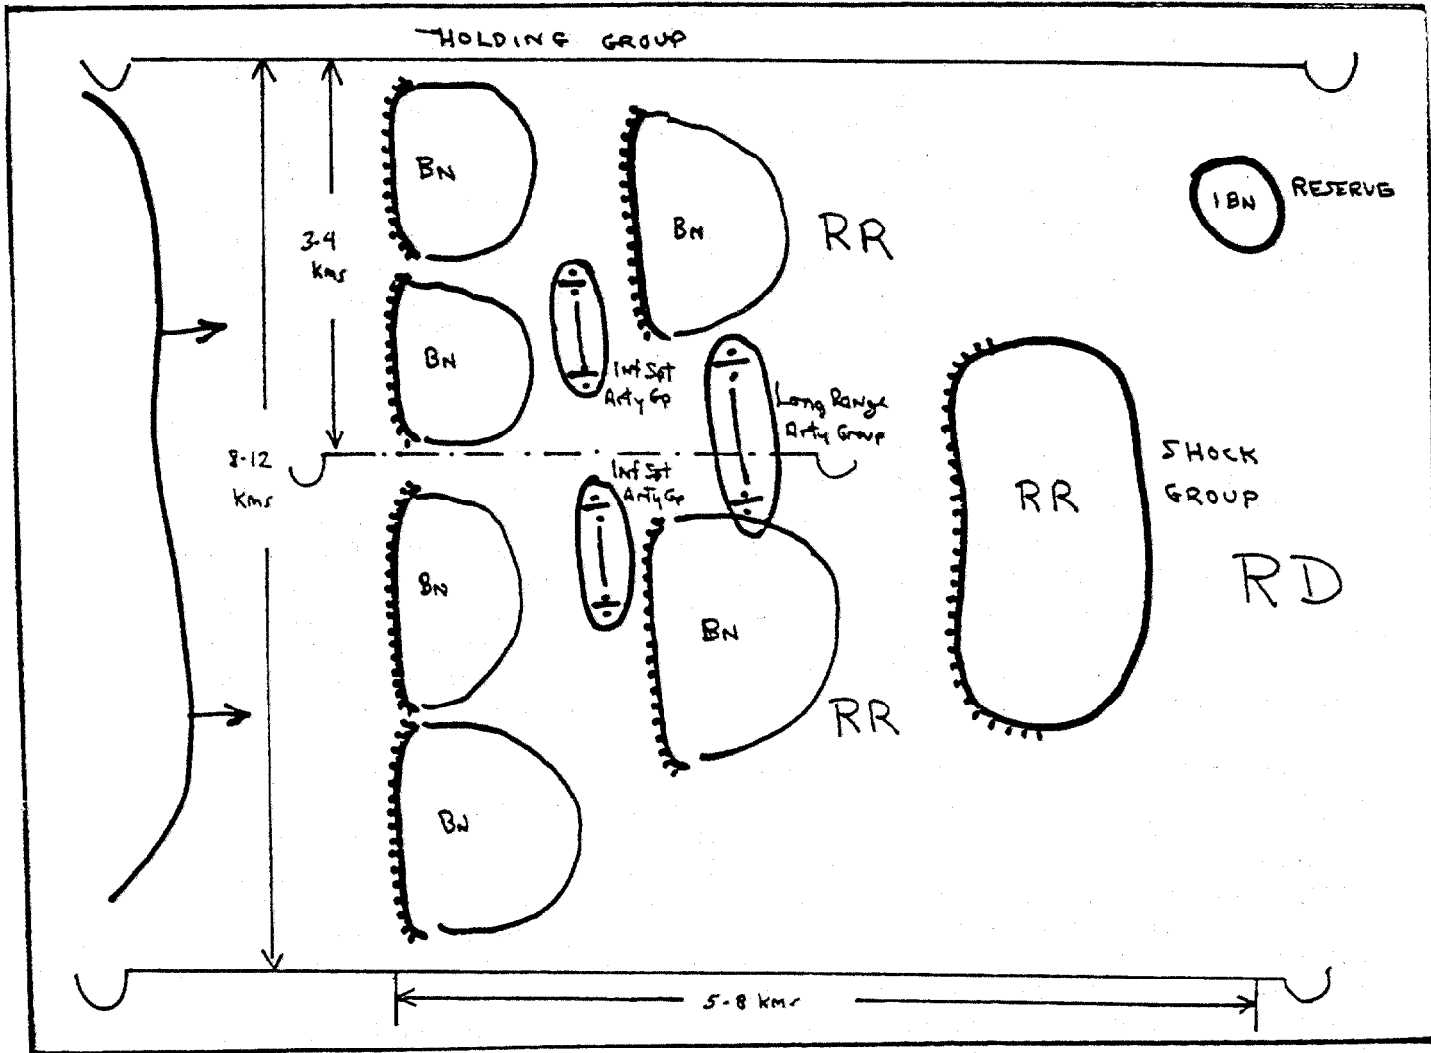 HOLDING GROUP
BN
BN
RR
1 BN
RESERVE
3-4
Kms
BN
Inf Spt
Arty Gp
Long Range
Arty Group
8-12
Kms
Inf Spt
Arty Gp
SHOCK
GROUP
RR
RD
BN
BN
RR
BN
5-8 kms